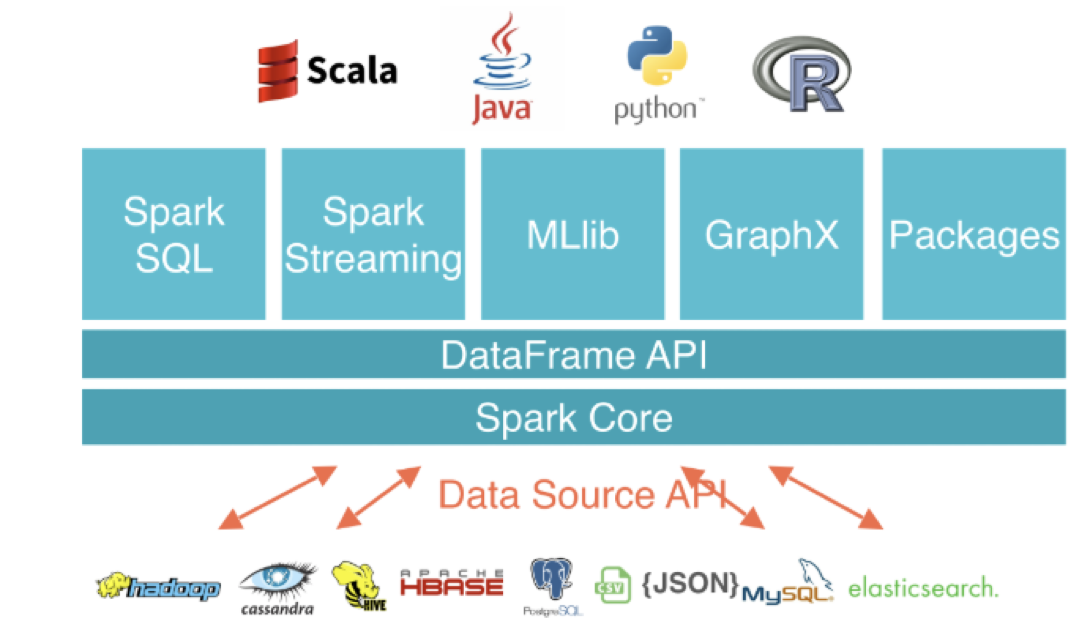 Scala
Java
python™
R
Spark
SQL
Spark
Streaming
MLlib
GraphX
Packages
DataFrame API
Spark Core
Data Source API
hadoop
cassandra
HIVE
APACHE
HBASE
PostgreSQL
CSV
{JSON}
MySQL
elasticsearch.